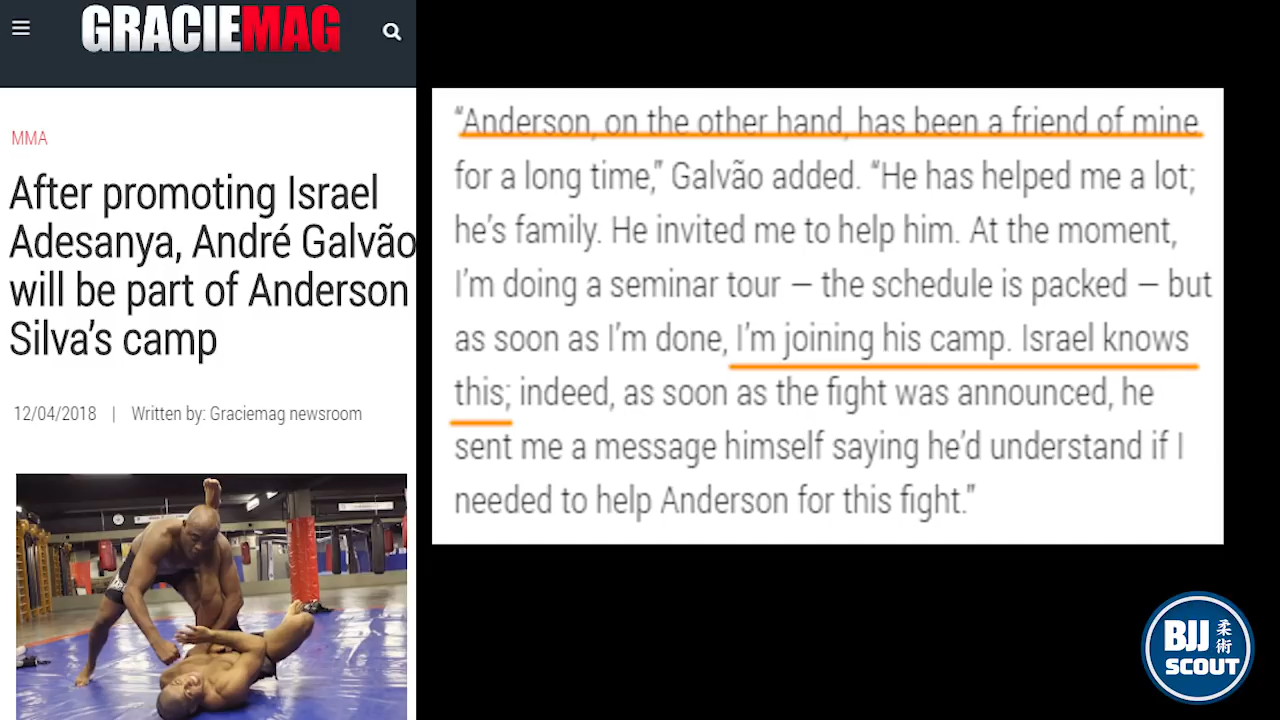 GRACIEMAG
MMA
After promoting Israel
Adesanya, André Galvão
will be part of Anderson
Silva’s camp
12/04/2018 | Written by: Graciemag newsroom
“Anderson, on the other hand, has been a friend of mine
for a long time,” Galvão added. “He has helped me a lot;
he’s family. He invited me to help him. At the moment,
I’m doing a seminar tour — the schedule is packed — but
as soon as I’m done, I’m joining his camp. Israel knows
this; indeed, as soon as the fight was announced, he
sent me a message himself saying he’d understand if I
needed to help Anderson for this fight.”
BJJ 柔術
SCOUT